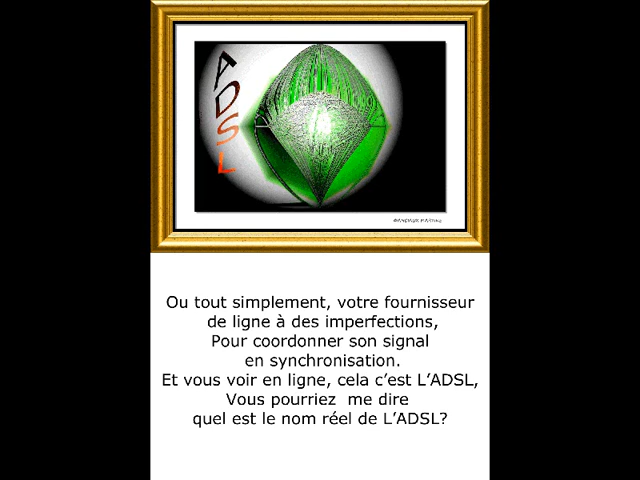 ADSL
Ou tout simplement, votre fournisseur
de ligne à des imperfections,
Pour coordonner son signal
en synchronisation.
Et vous voir en ligne, cela c’est L’ADSL,
Vous pourriez me dire
quel est le nom réel de L’ADSL?